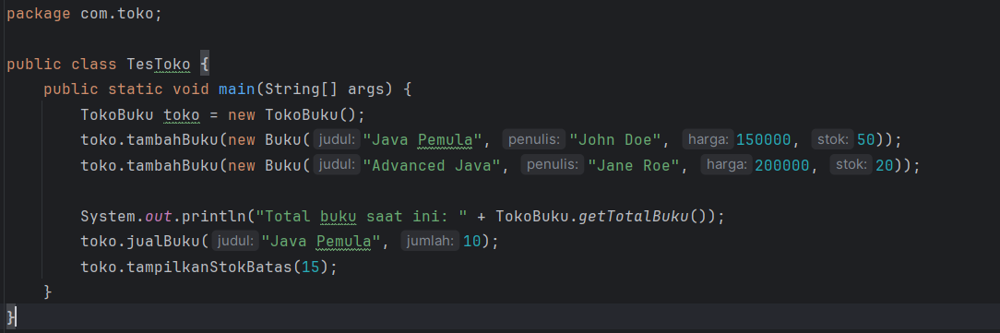 package com.toko;
public class TesToko {
public static void main(String[] args) {
TokoBuku toko = new TokoBuku();
toko.tambahBuku(new Buku( judul: "Java Pemula", penulis: "John Doe", harga: 150000, stok: 50));
toko.tambahBuku(new Buku( judul: "Advanced Java", penulis: "Jane Roe", harga: 200000, stok: 20));
System.out.println("Total buku saat ini: " + TokoBuku.getTotalBuku());
toko.jualBuku( judul: "Java Pemula", jumlah: 10);
toko.tampilkanStokBatas(15);
}
}